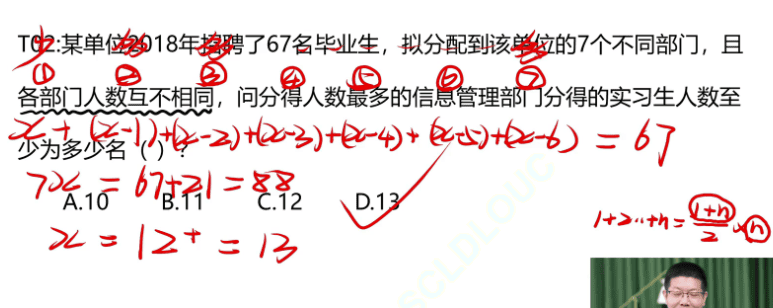 T02:某单位2018年招聘了67名毕业生，拟分配到该单位的7个不同部门，且
① ② ③ ④ ⑤ ⑥ ⑦
各部门人数互不相同，问分得人数最多的信息管理部门分得的实习生人数至
x+(x-1)+(x-2)+(x-3)+(x-4)+(x-5)+(x-6)=67
少为多少名（ ）？
7x=67+21=88
A.10 B.11 C.12 D.13
x=12+=13
1+2..+n=(1+n)/2×n